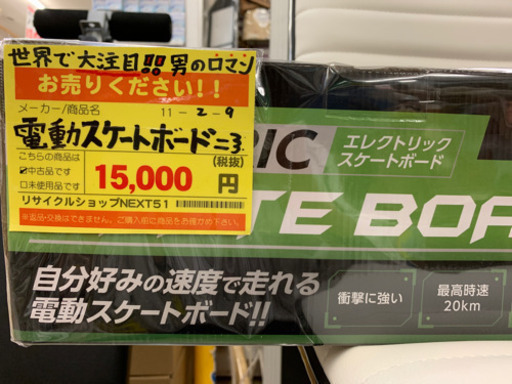 世界で大注目!!男のロマン
お売りください!!
メーカー/商品名
11-2-9
電動スケートボード
(税抜)
こちらの商品は
中古品です
未使用品です
15,000円
リサイクルショップNEXT51
※返品・交換はできません。ご購入前に商品をお確かめ下さい。
RIC
エレクトリック
スケートボード
TE BOA
自分好みの速度で走れる
電動スケートボード!!
衝撃に強い
最高時速
20km